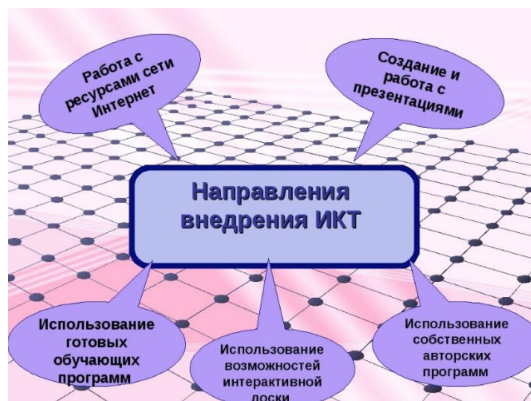 Работа с
ресурсами сети
Интернет
Создание и
работа с
презентациями
Направления
внедрения ИКТ
Использование
готовых
обучающих
программ
Использование
возможностей
интерактивной
доски
Использование
собственных
авторских
программ